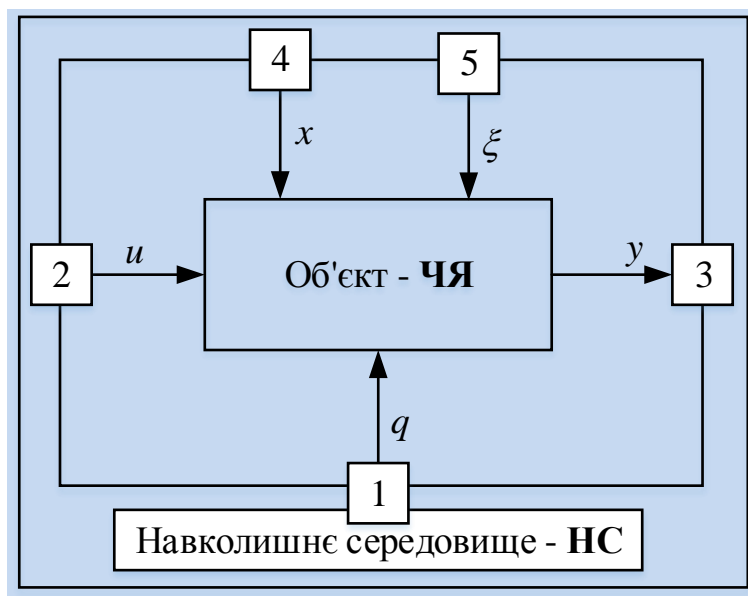 4 5
x ξ
2 u Об'єкт - ЧЯ y 3
q
1
Навколишнє середовище - НС